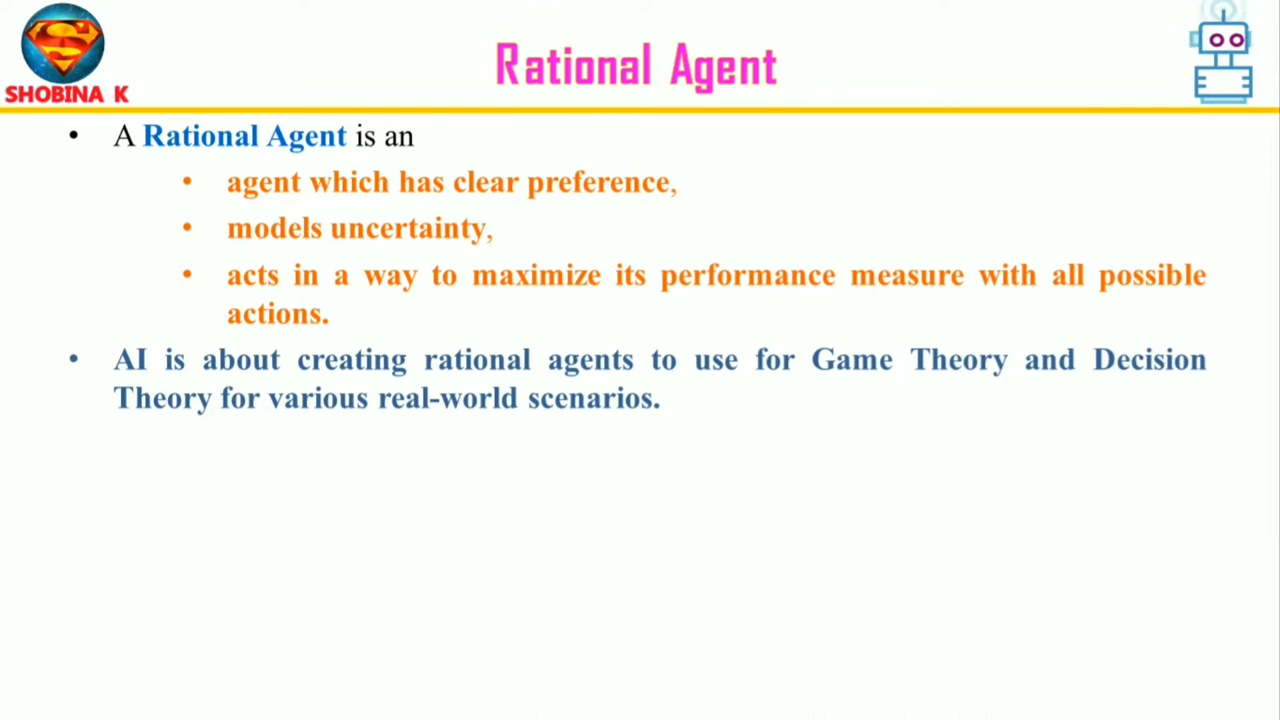 SHOBINA K
Rational Agent
• A Rational Agent is an
• agent which has clear preference,
• models uncertainty,
• acts in a way to maximize its performance measure with all possible
actions.
• AI is about creating rational agents to use for Game Theory and Decision
Theory for various real-world scenarios.